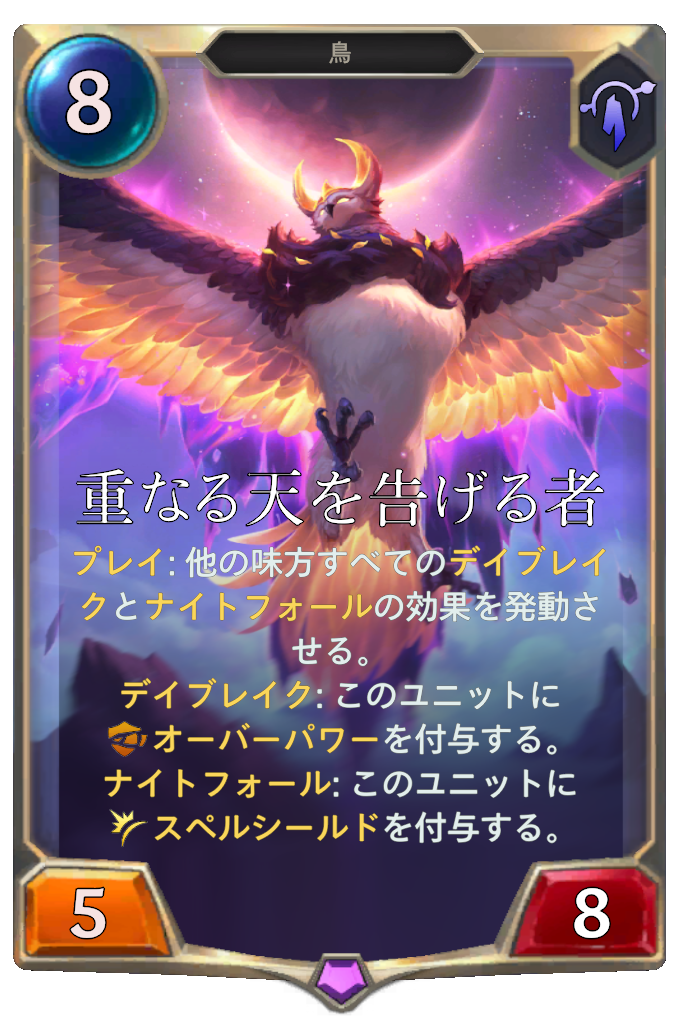 8
鳥
重なる天を告げる者
プレイ: 他の味方すべてのデイブレイ
クとナイトフォールの効果を発動さ
せる。
デイブレイク: このユニットに
オーバーパワーを付与する。
ナイトフォール: このユニットに
スペルシールドを付与する。
5
8